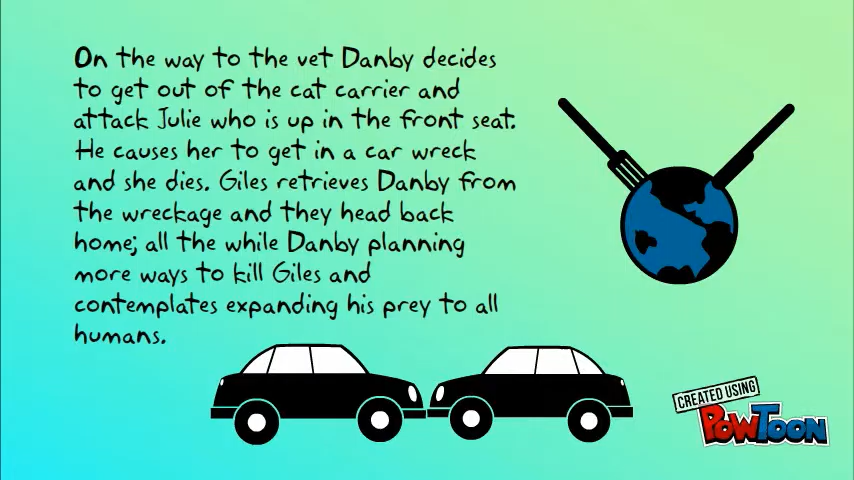 On the way to the vet Danby decides
to get out of the cat carrier and
attack Julie who is up in the front seat.
He causes her to get in a car wreck
and she dies. Giles retrieves Danby from
the wreckage and they head back
home; all the while Danby planning
more ways to kill Giles and
contemplates expanding his prey to all
humans.
CREATED USING
POWTOON